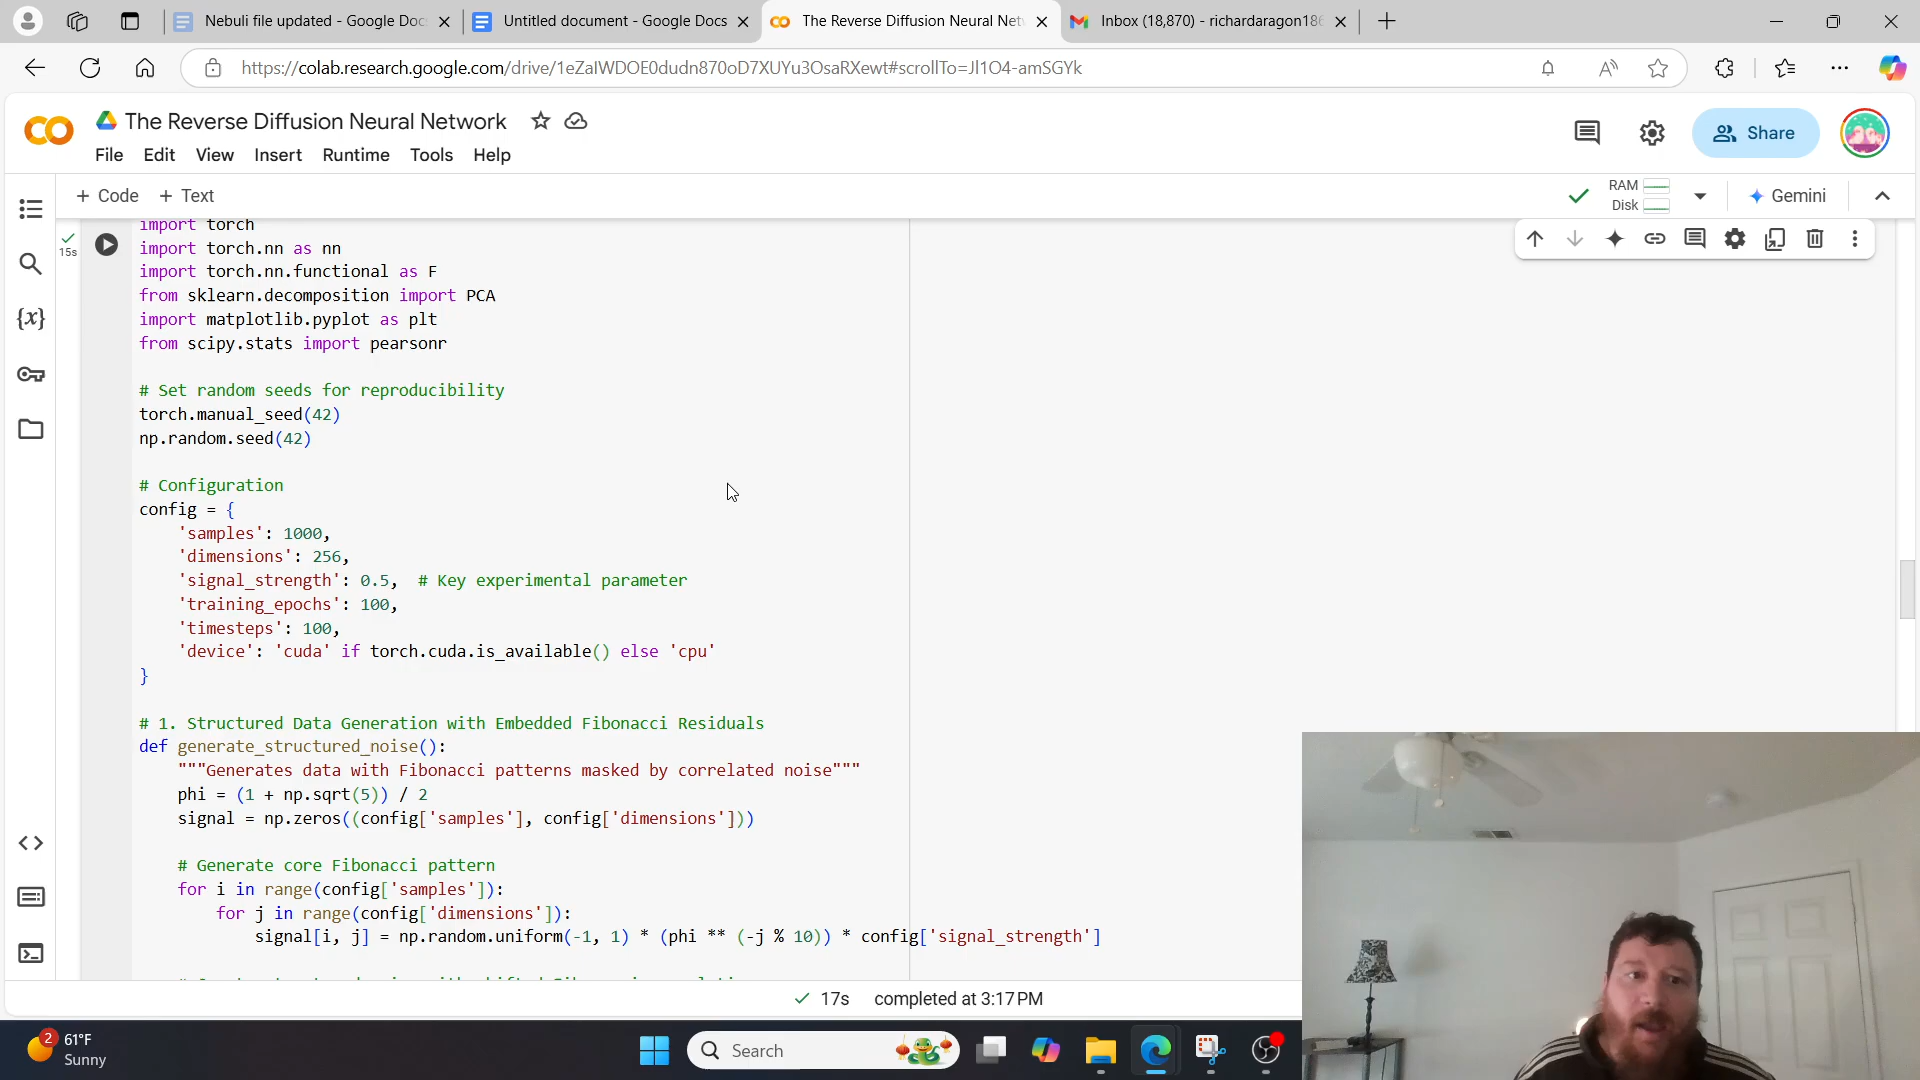 Nebuli file updated - Google Doc
Untitled document - Google Docs
The Reverse Diffusion Neural Net
Inbox (18,870) - richardaragon186
https://colab.research.google.com/drive/1eZaIWDOE0dudn870oD7XUYu3OsaRXewt#scrollTo=Jl1O4-amSGYk
The Reverse Diffusion Neural Network
Share
File Edit View Insert Runtime Tools Help
+ Code + Text
RAM
Disk
Gemini
15s
import torch
import torch.nn as nn
import torch.nn.functional as F
from sklearn.decomposition import PCA
import matplotlib.pyplot as plt
from scipy.stats import pearsonr
# Set random seeds for reproducibility
torch.manual_seed(42)
np.random.seed(42)
# Configuration
config = {
'samples': 1000,
'dimensions': 256,
'signal_strength': 0.5, # Key experimental parameter
'training_epochs': 100,
'timesteps': 100,
'device': 'cuda' if torch.cuda.is_available() else 'cpu'
}
# 1. Structured Data Generation with Embedded Fibonacci Residuals
def generate_structured_noise():
"""Generates data with Fibonacci patterns masked by correlated noise"""
phi = (1 + np.sqrt(5)) / 2
signal = np.zeros((config['samples'], config['dimensions']))
# Generate core Fibonacci pattern
for i in range(config['samples']):
for j in range(config['dimensions']):
signal[i, j] = np.random.uniform(-1, 1) * (phi ** (-j % 10)) * config['signal_strength']
17s completed at 3:17 PM
2
61°F
Sunny
Search